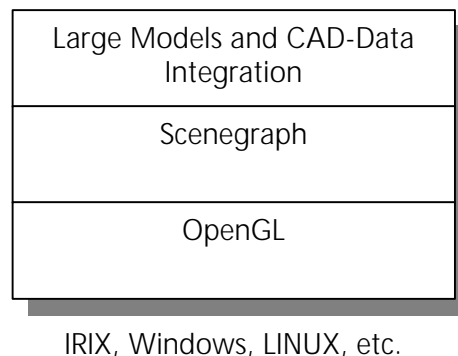 Large Models and CAD-Data
Integration
Scenegraph
OpenGL
IRIX, Windows, LINUX, etc.